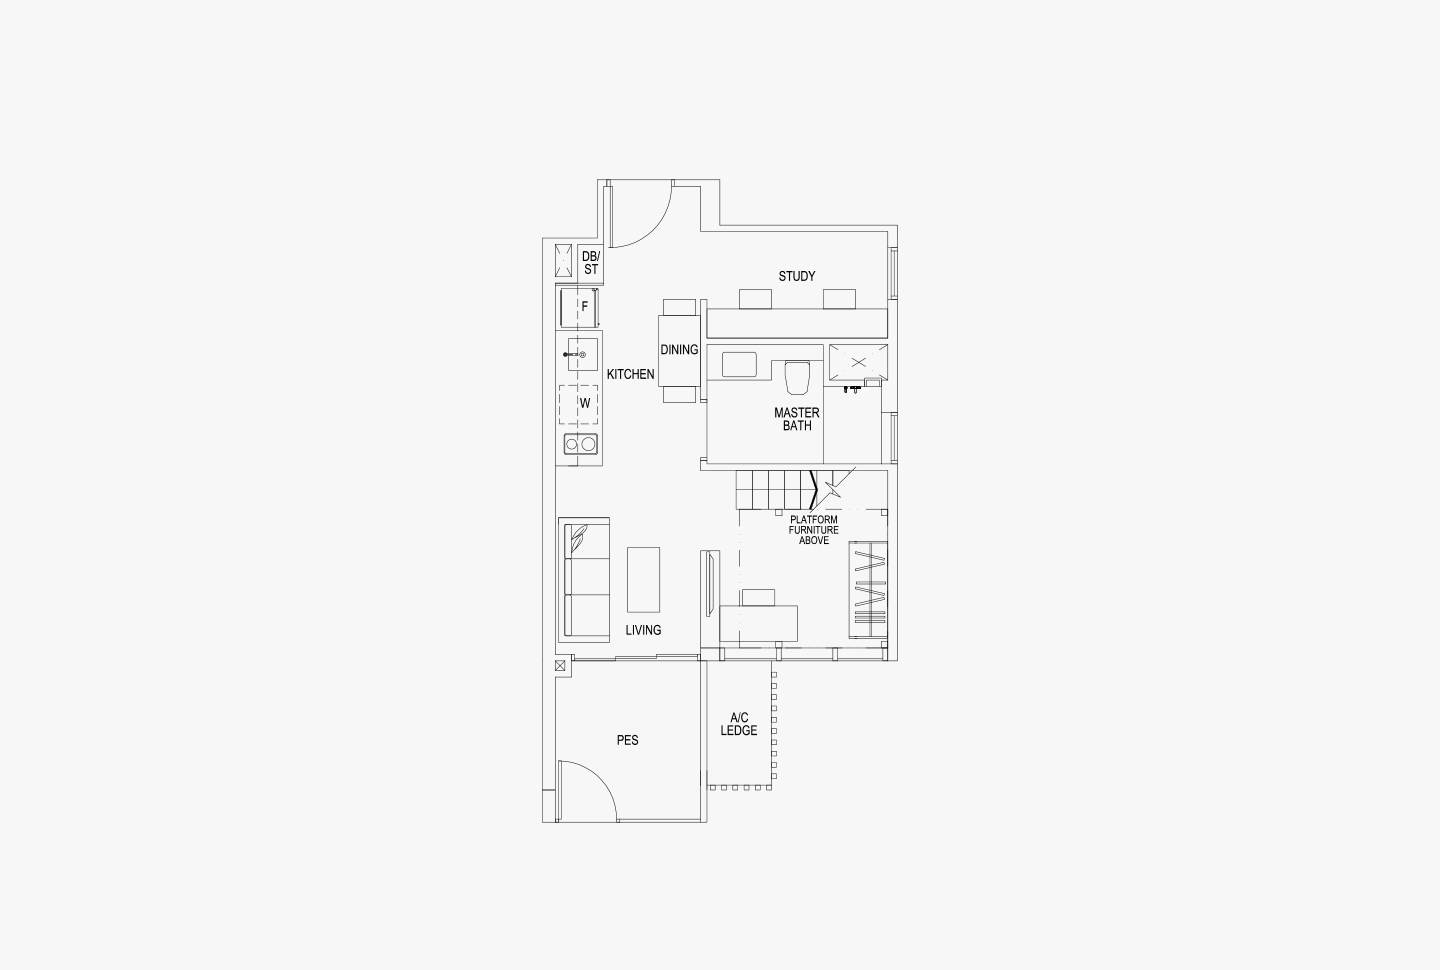 DB/
ST
STUDY
F
DINING
KITCHEN
W
MASTER
BATH
PLATFORM
FURNITURE
ABOVE
LIVING
A/C
LEDGE
PES